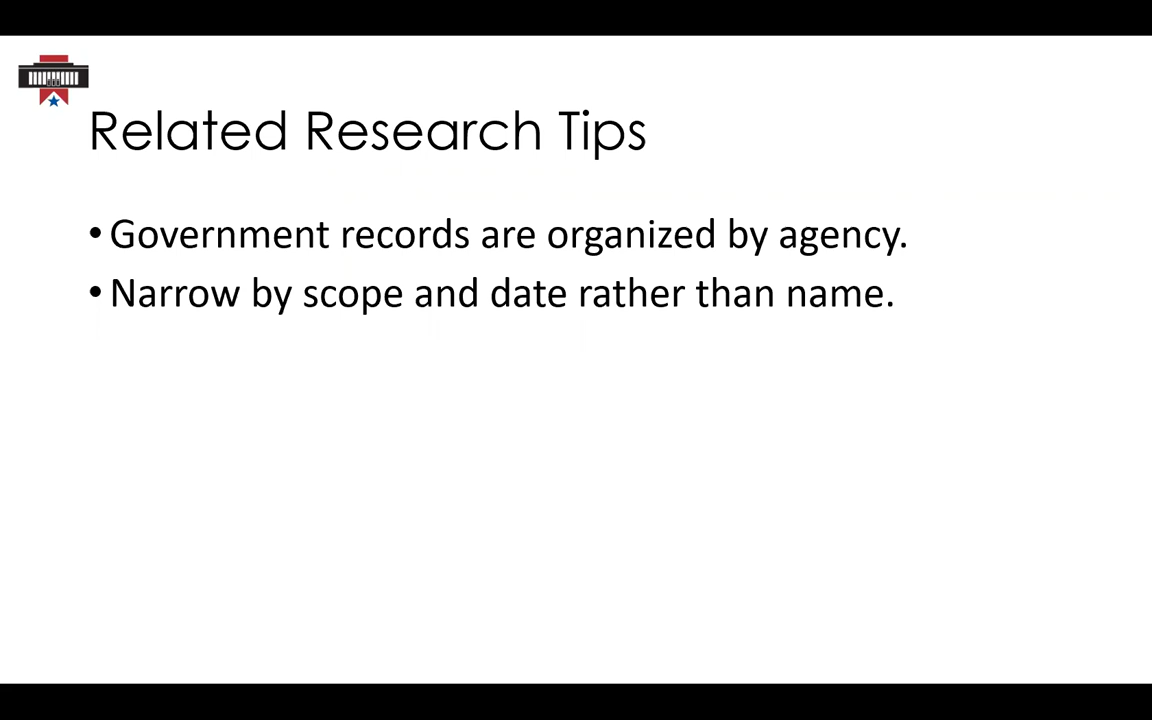 Related Research Tips
• Government records are organized by agency.
• Narrow by scope and date rather than name.